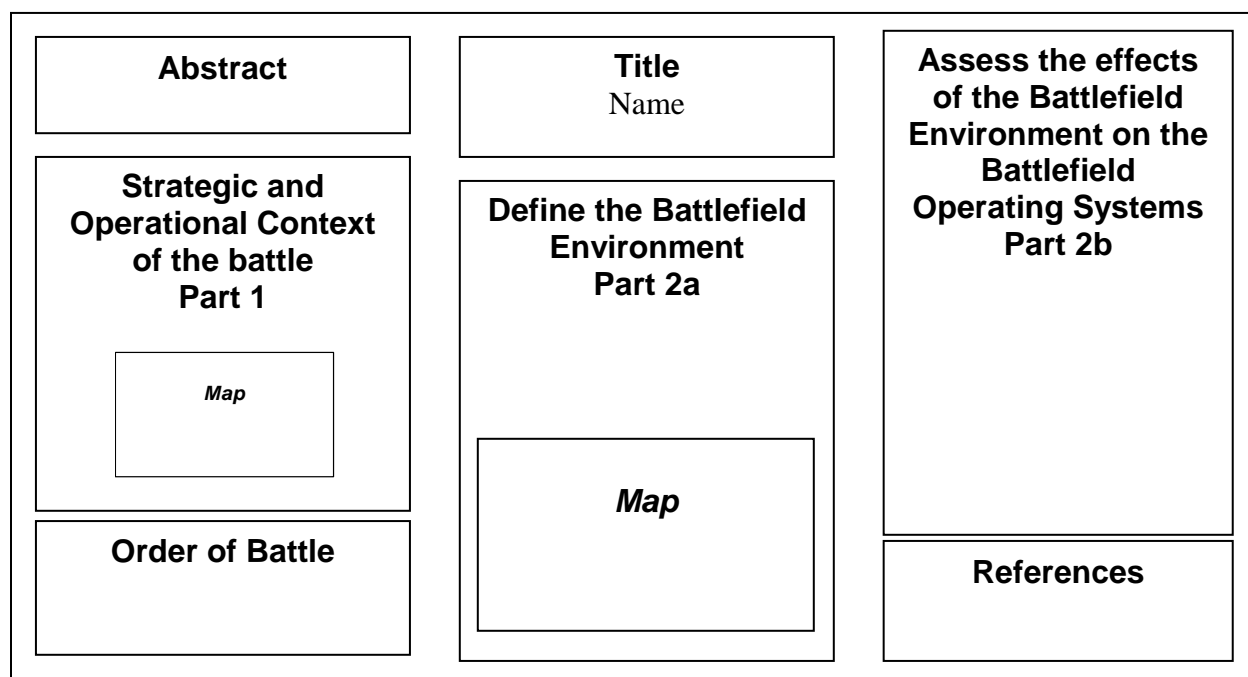 Abstract
Strategic and
Operational Context
of the battle
Part 1
Map
Order of Battle
Title
Name
Define the Battlefield
Environment
Part 2a
Map
Assess the effects
of the Battlefield
Environment on the
Battlefield
Operating Systems
Part 2b
References